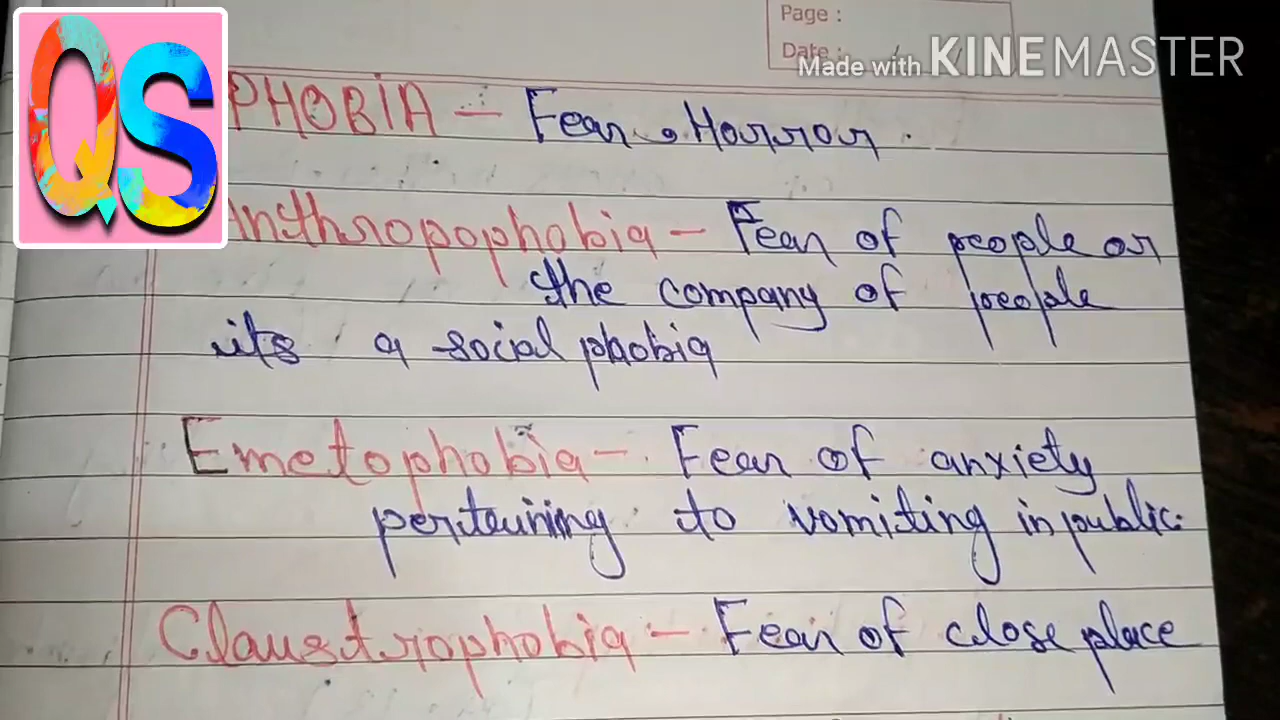 Page :
Date :
Made with KINEMASTER
QS
PHOBIA — Fear, Horror.
Anthropophobia — Fear of people or
the company of people
its a social phobia
Emetophobia — Fear of anxiety
pertaining to vomiting in public.
Claustrophobia — Fear of close place